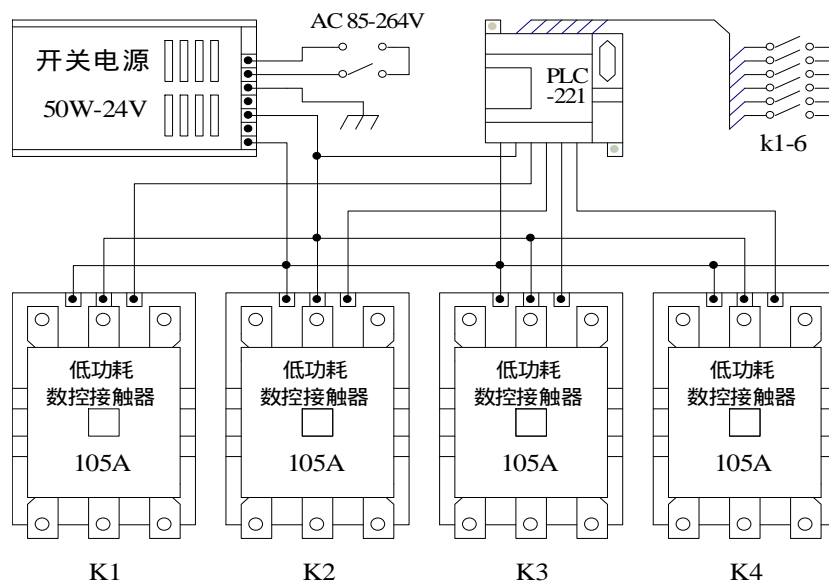 开关电源
50W-24V
AC 85-264V
PLC
-221
k1-6
低功耗
数控接触器
105A
K1
低功耗
数控接触器
105A
K2
低功耗
数控接触器
105A
K3
低功耗
数控接触器
105A
K4